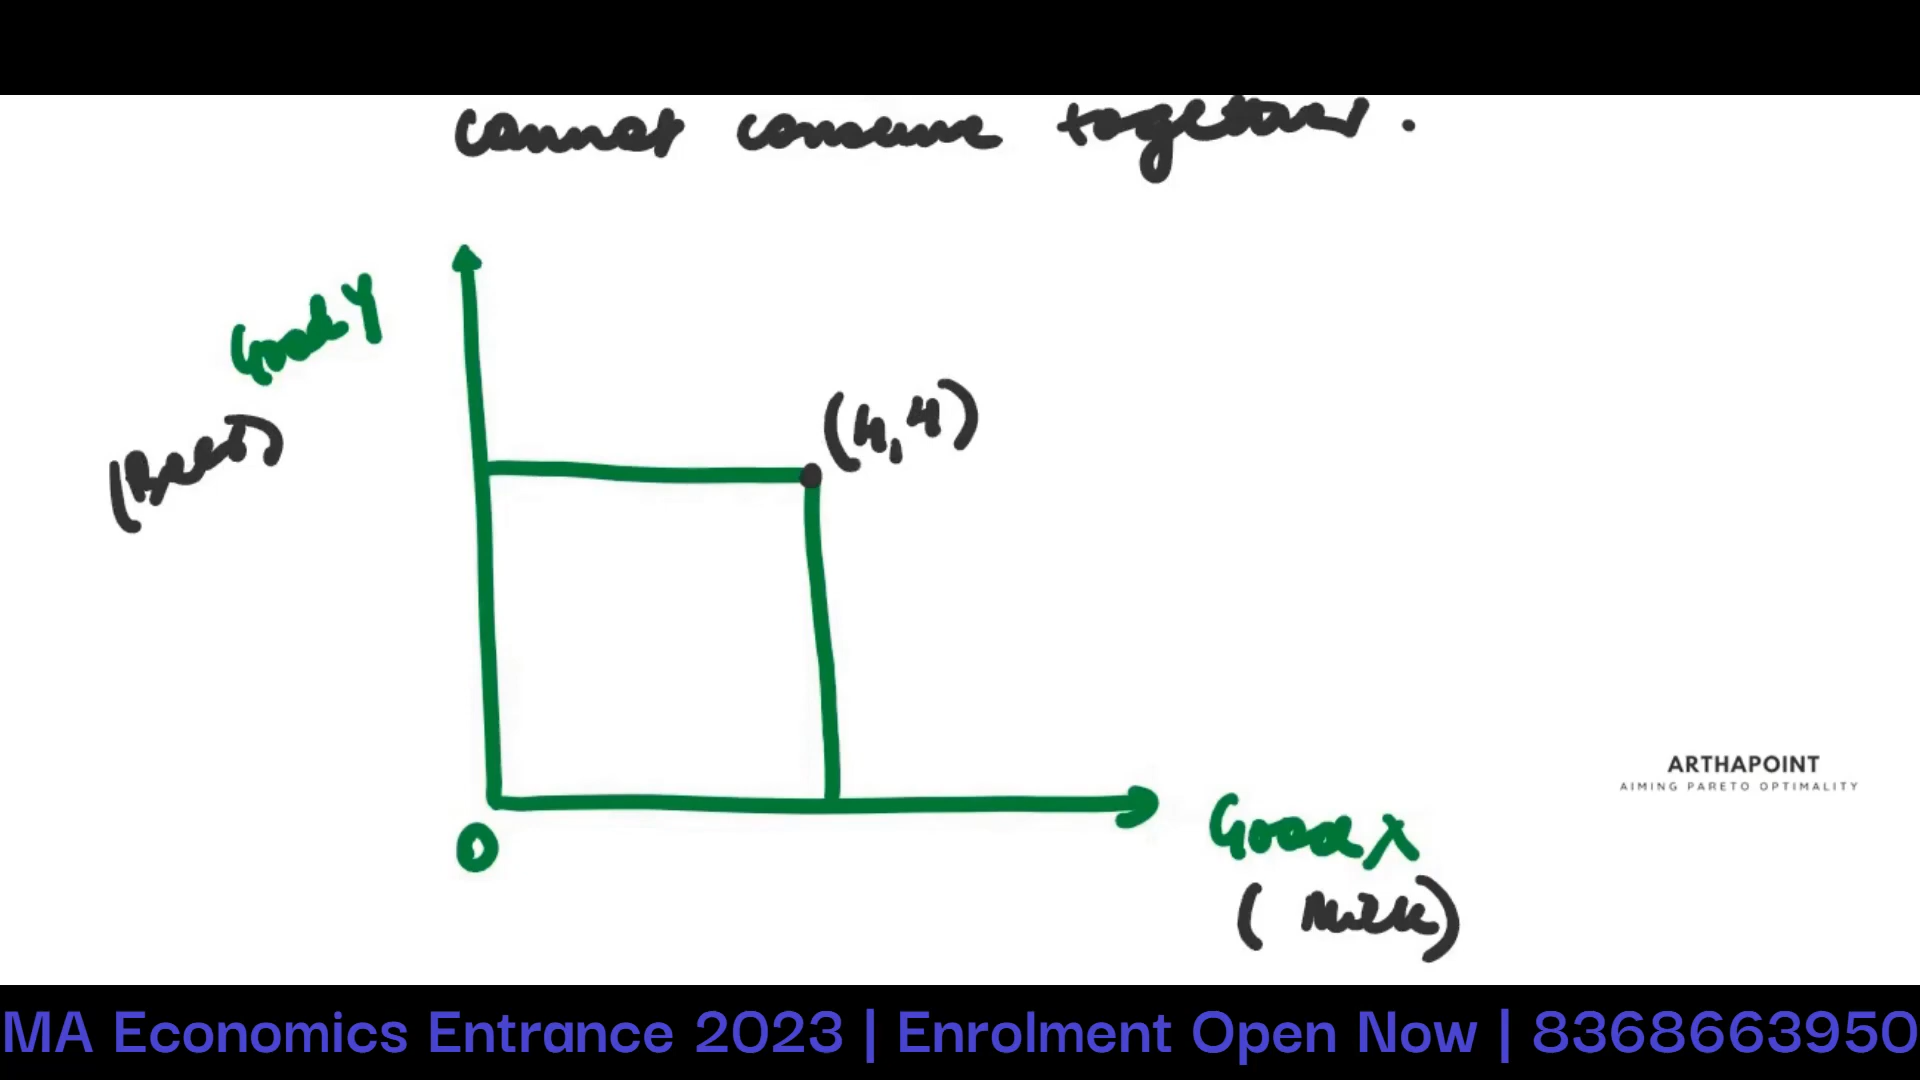 cannot consume together.
Good Y
(Beer)
(4,4)
ARTHAPOINT
AIMING PARETO OPTIMALITY
O
Good X
(Milk)
MA Economics Entrance 2023 | Enrolment Open Now | 8368663950